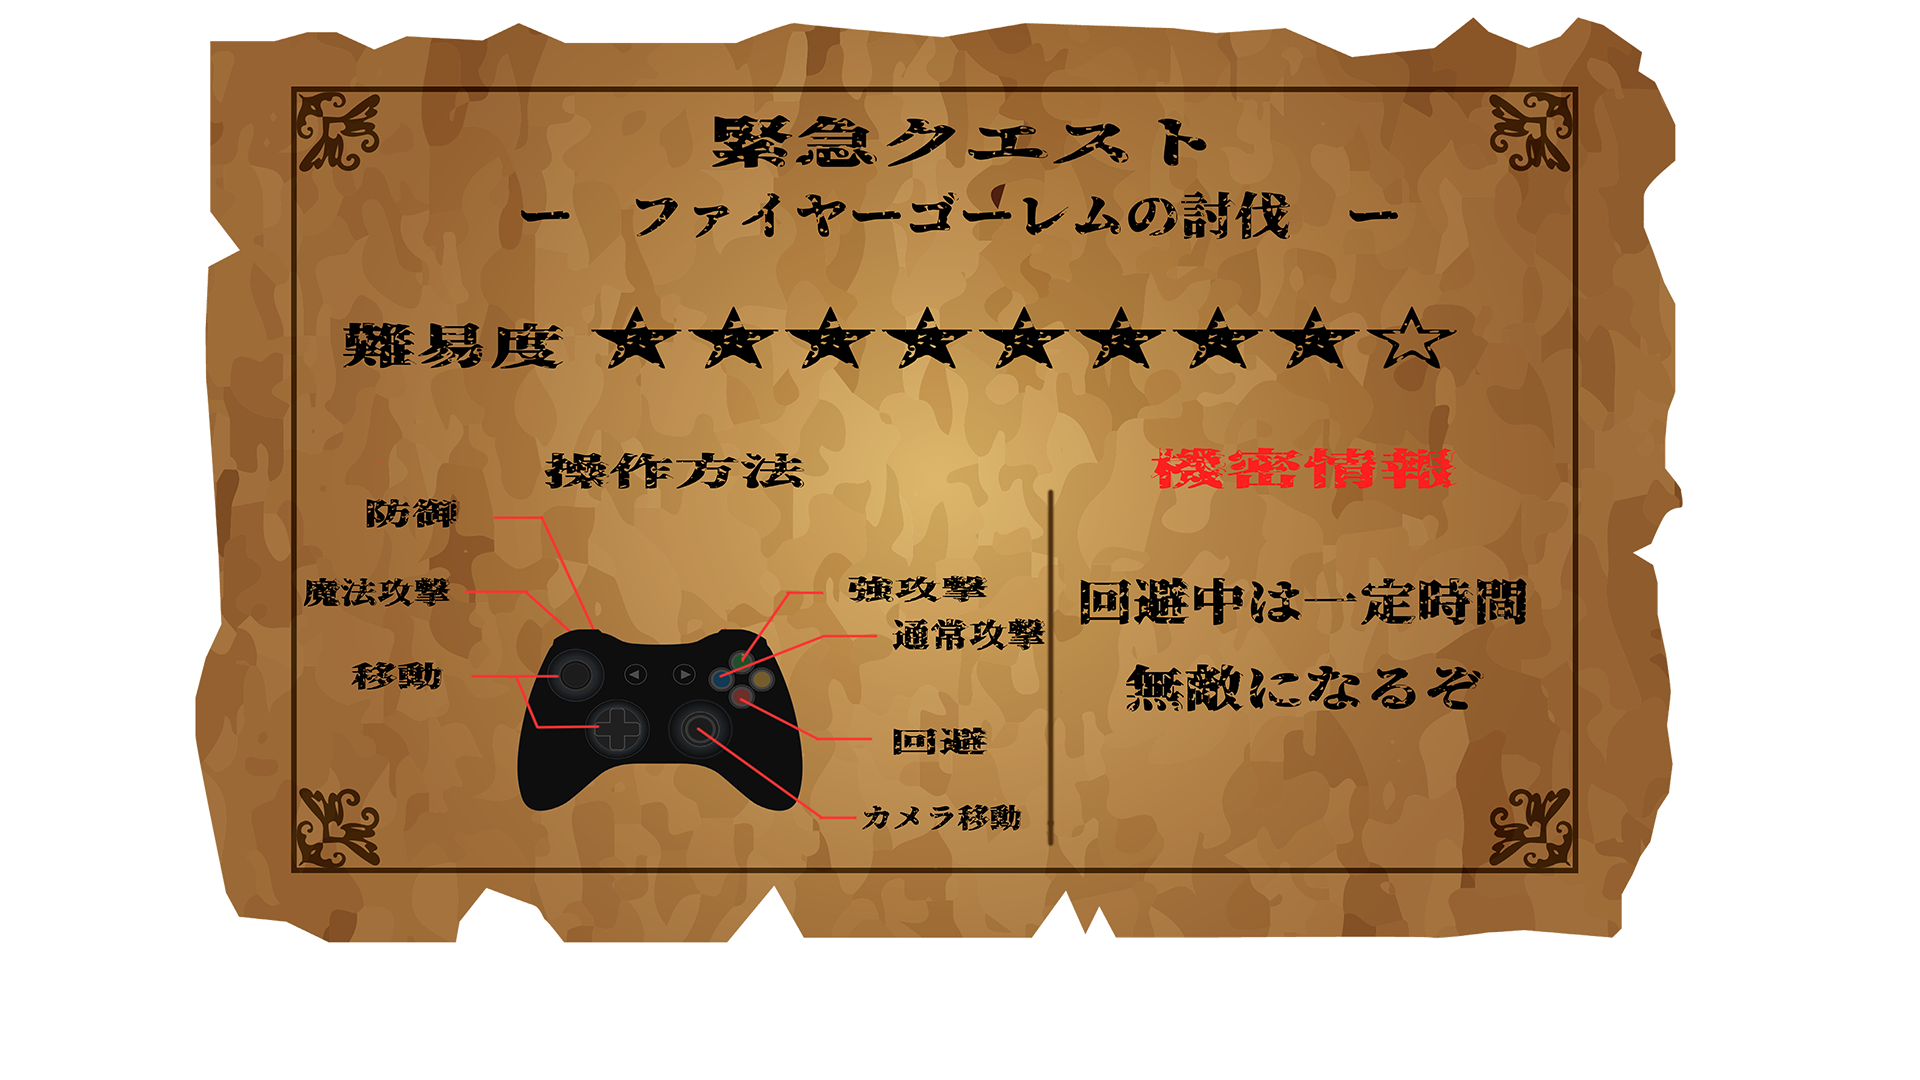 緊急クエスト
ー ファイヤーゴーレムの討伐 ー
難易度 ★★★★★★★★☆
操作方法
防御
魔法攻撃
移動
強攻撃
通常攻撃
回避
カメラ移動
機密情報
回避中は一定時間
無敵になるぞ